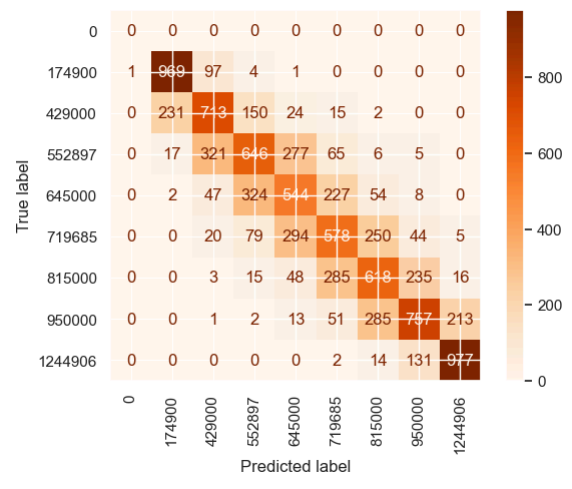 0 0 0 0 0 0 0 0 0 0
174900 1 969 97 4 1 0 0 0 0
429000 0 231 713 150 24 15 2 0 0
552897 0 17 321 646 277 65 6 5 0
645000 0 2 47 324 544 227 54 8 0
719685 0 0 20 79 294 578 250 44 5
815000 0 0 3 15 48 285 618 235 16
950000 0 0 1 2 13 51 285 757 213
1244906 0 0 0 0 0 2 14 131 977
True label
0 174900 429000 552897 645000 719685 815000 950000 1244906
Predicted label
800
600
400
200
0